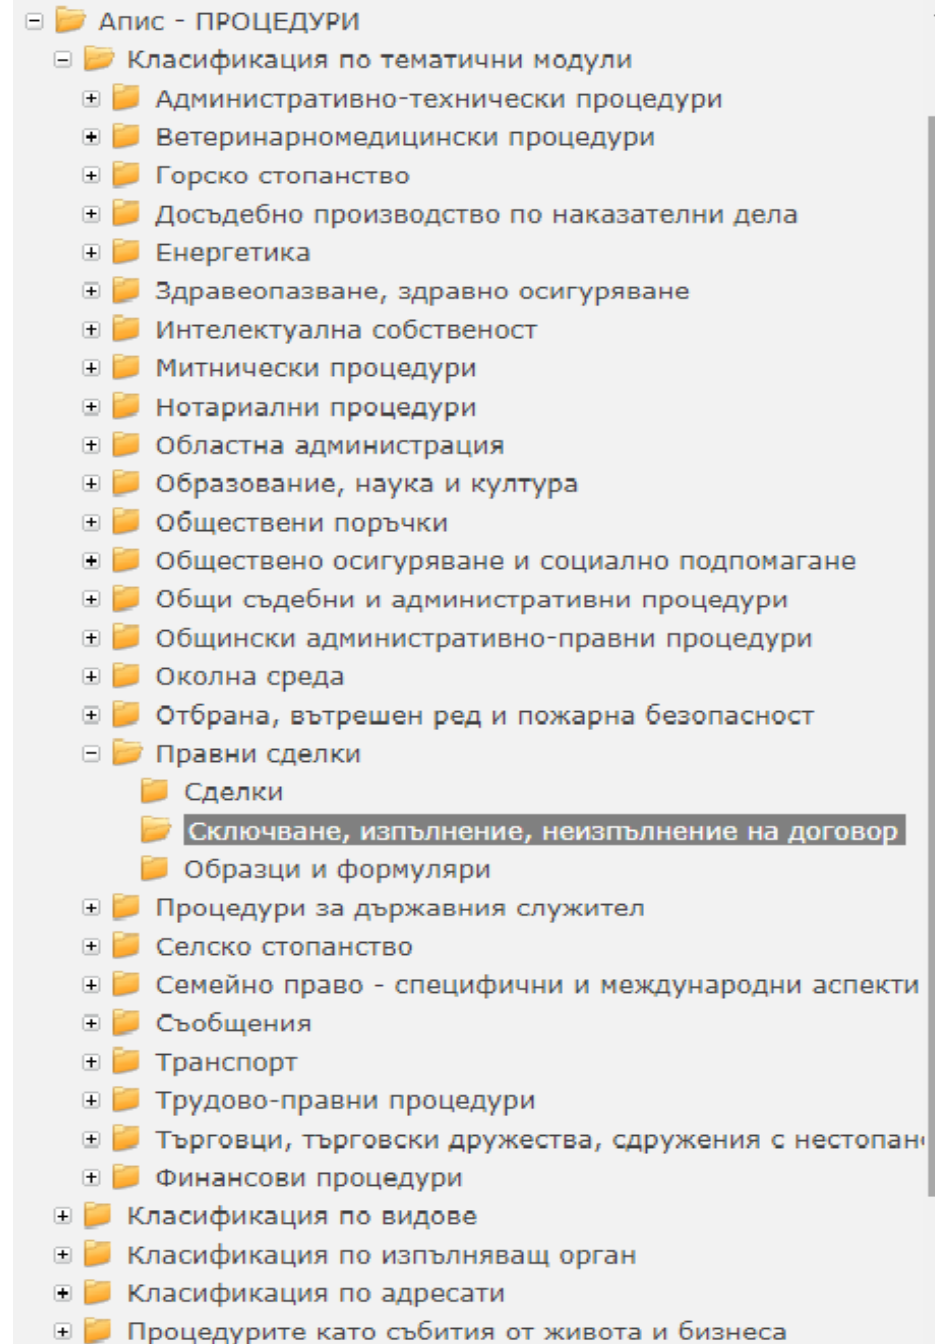 Апис - ПРОЦЕДУРИ
Класификация по тематични модули
Административно-технически процедури
Ветеринарномедицински процедури
Горско стопанство
Досъдебно производство по наказателни дела
Енергетика
Здравеопазване, здравно осигуряване
Интелектуална собственост
Митнически процедури
Нотариални процедури
Областна администрация
Образование, наука и култура
Обществени поръчки
Обществено осигуряване и социално подпомагане
Общи съдебни и административни процедури
Общински административно-правни процедури
Околна среда
Отбрана, вътрешен ред и пожарна безопасност
Правни сделки
Сделки
Сключване, изпълнение, неизпълнение на договор
Образци и формуляри
Процедури за държавния служител
Селско стопанство
Семейно право - специфични и международни аспекти
Съобщения
Транспорт
Трудово-правни процедури
Търговци, търговски дружества, сдружения с
Финансови процедури
Класификация по видове
Класификация по изпълняващ орган
Класификация по адресати
Процедурите като събития от живота и бизнеса